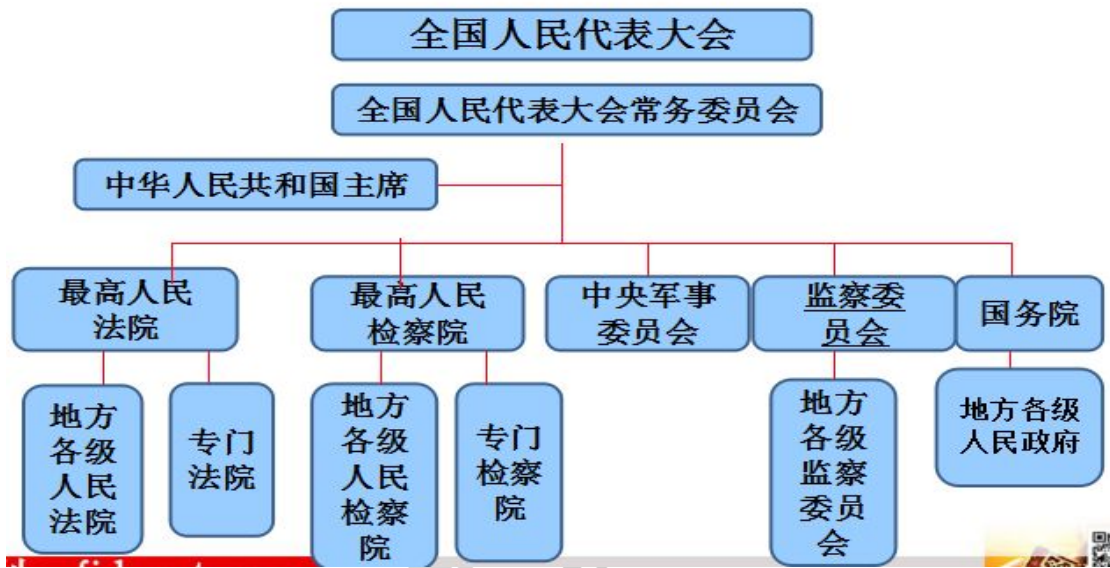 全国人民代表大会
全国人民代表大会常务委员会
中华人民共和国主席
最高人民
法院
最高人民
检察院
中央军事
委员会
监察委
员会
国务院
地方
各级
人民
法院
专门
法院
地方
各级
人民
检察
院
专门
检察
院
地方
各级
监察
委员
会
地方各级
人民政府